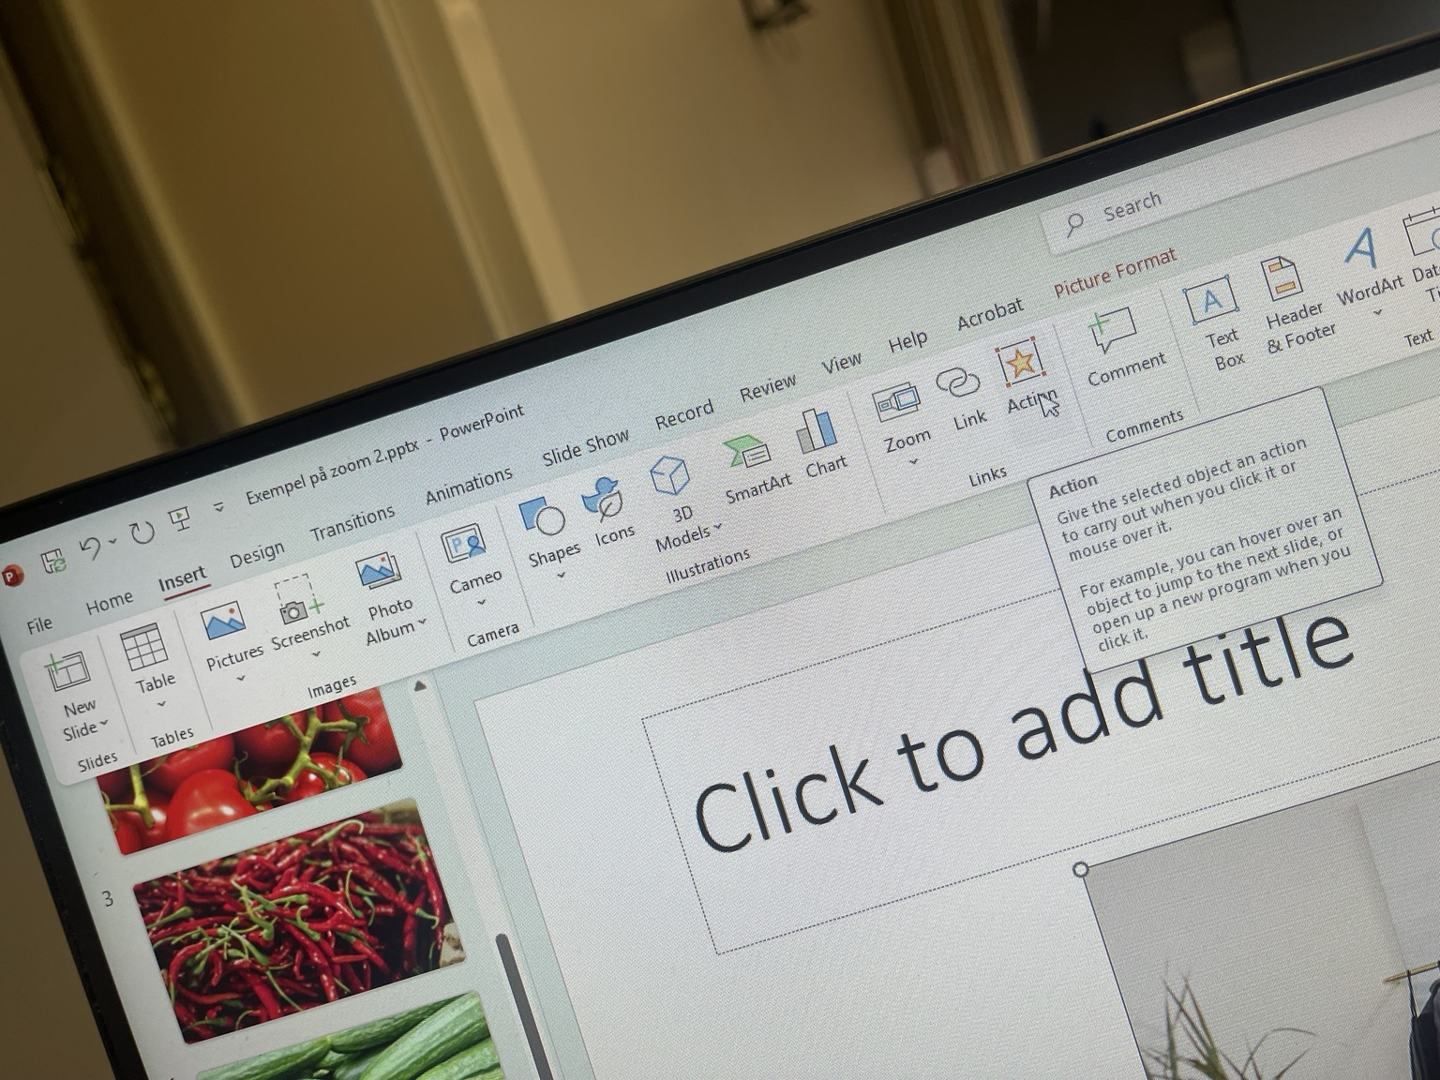 Search
Exempel på zoom 2.pptx - PowerPoint
File
Home
Insert
Design
Transitions
Animations
Slide Show
Record
Review
View
Help
Acrobat
Picture Format
New
Slide
Slides
Table
Tables
Pictures
Screenshot
Photo
Album
Images
Cameo
Camera
Shapes
Icons
3D
Models
SmartArt
Chart
Illustrations
Zoom
Link
Action
Links
Comment
Comments
Text
Box
Header
& Footer
WordArt
Text
Action
Give the selected object an action
to carry out when you click it or
mouse over it.
For example, you can hover over an
object to jump to the next slide, or
open up a new program when you
click it.
Click to add title
3